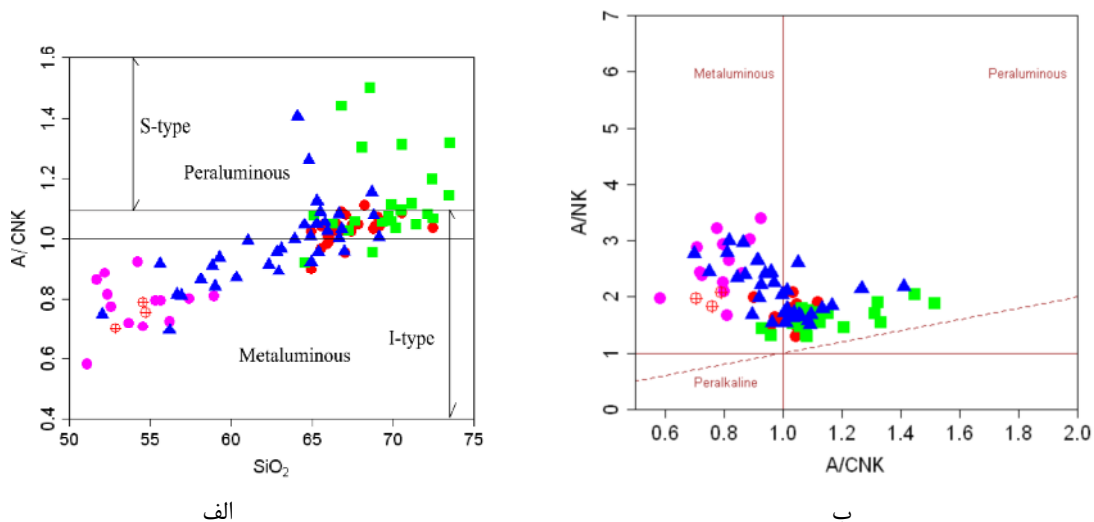 1.6
1.4
1.2
1.0
0.8
0.6
0.4
A/ CNK
S-type
Peraluminous
Metaluminous
I-type
50 55 60 65 70 75
SiO₂
الف
7
6
5
4
3
2
1
0
A/NK
Metaluminous
Peraluminous
Peralkaline
0.6 0.8 1.0 1.2 1.4 1.6 1.8 2.0
A/CNK
ب